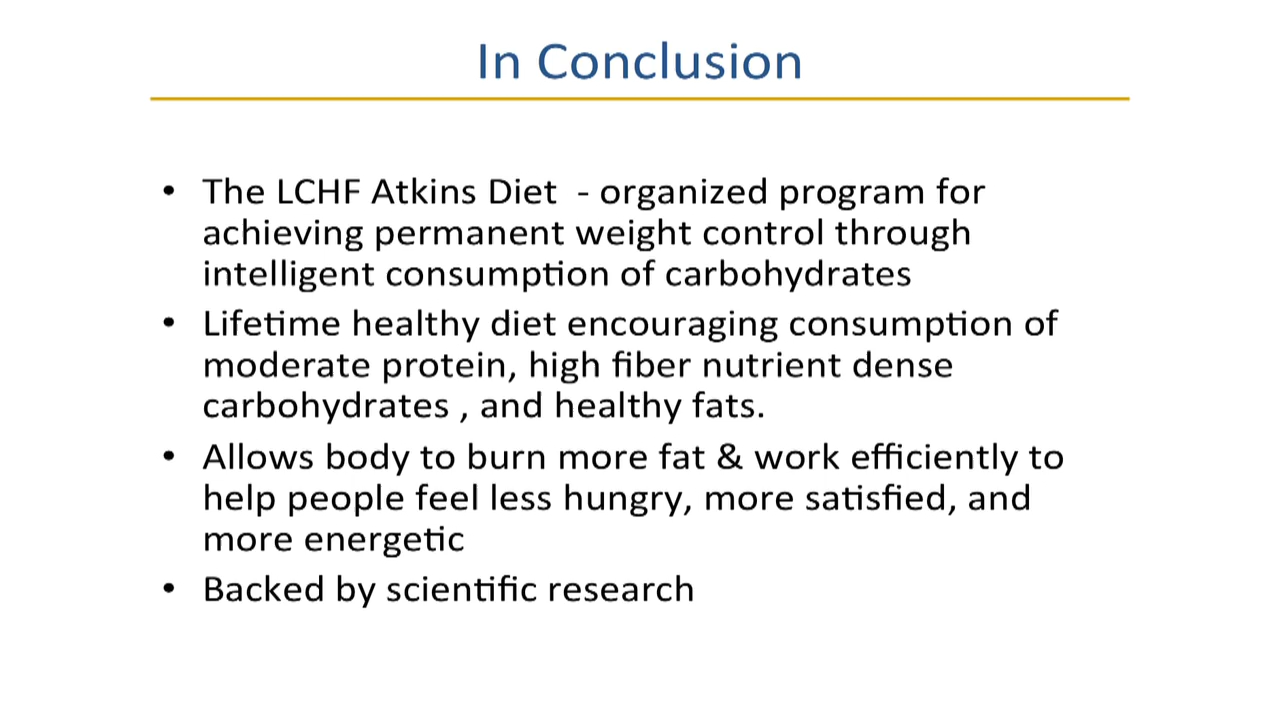 In Conclusion
• The LCHF Atkins Diet - organized program for
achieving permanent weight control through
intelligent consumption of carbohydrates
• Lifetime healthy diet encouraging consumption of
moderate protein, high fiber nutrient dense
carbohydrates , and healthy fats.
• Allows body to burn more fat & work efficiently to
help people feel less hungry, more satisfied, and
more energetic
• Backed by scientific research